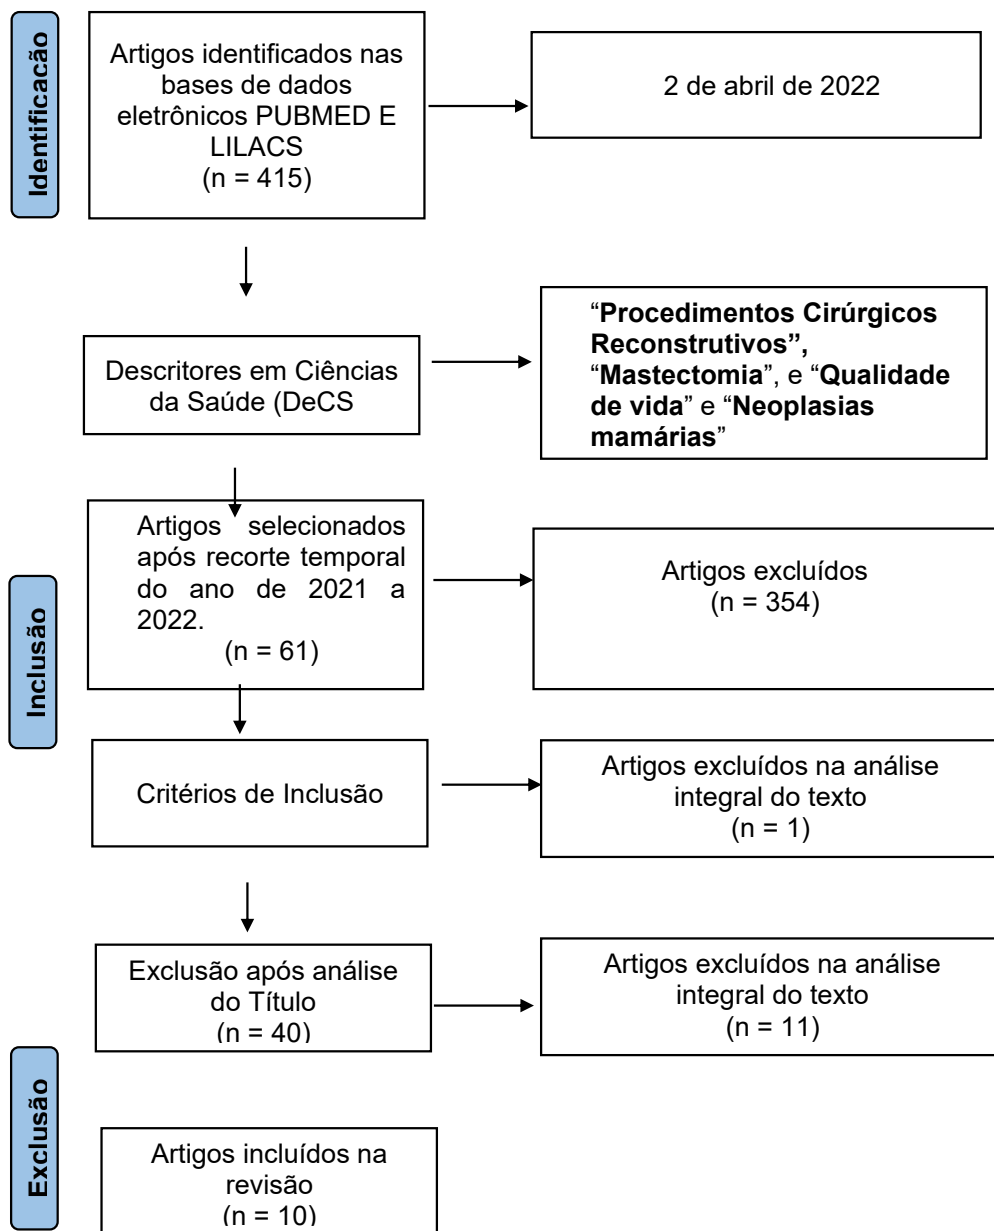 Identificação
Artigos identificados nas
bases de dados
eletrônicos PUBMED E
LILACS
(n = 415)
2 de abril de 2022
Descritores em Ciências
da Saúde (DeCS
“Procedimentos Cirúrgicos
Reconstrutivos”,
“Mastectomia”, e “Qualidade
de vida” e “Neoplasias
mamárias”
Inclusão
Artigos selecionados
após recorte temporal
do ano de 2021 a
2022.
(n = 61)
Artigos excluídos
(n = 354)
Critérios de Inclusão
Artigos excluídos na análise
integral do texto
(n = 1)
Exclusão após análise
do Título
(n = 40)
Artigos excluídos na análise
integral do texto
(n = 11)
Exclusão
Artigos incluídos na
revisão
(n = 10)